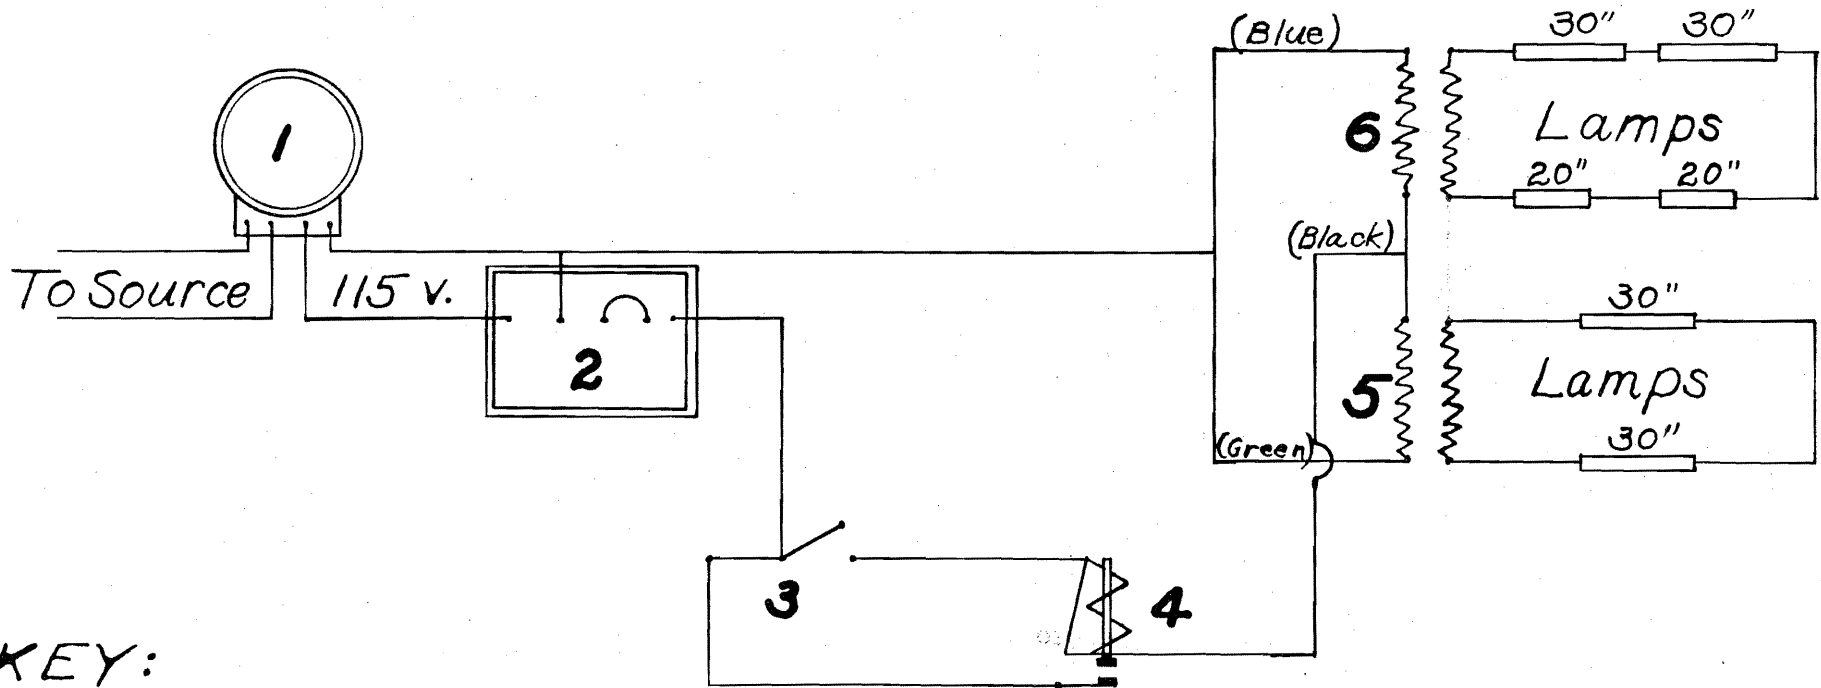 (Blue)
30" 30"
1
6
Lamps
20" 20"
(Black)
To Source
115 v.
30"
2
5
Lamps
(Green)
30"
3
4
KEY: